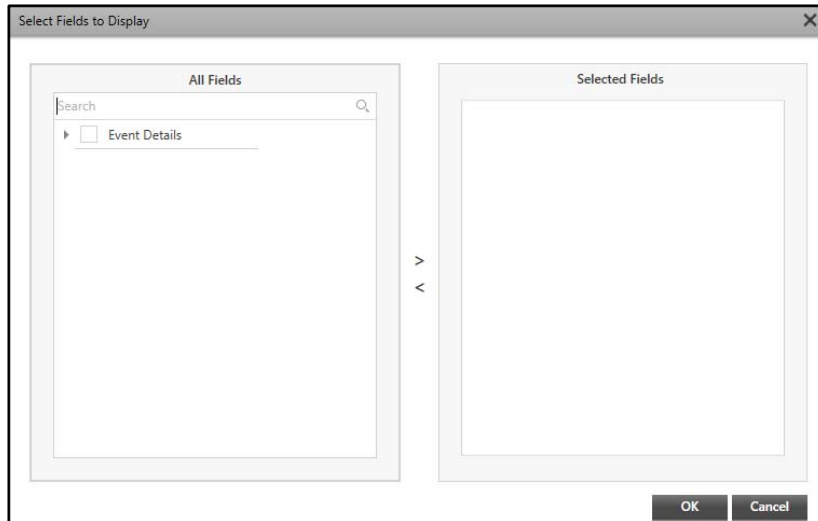 Select Fields to Display
All Fields
Search
Event Details
Selected Fields
>
<
OK
Cancel